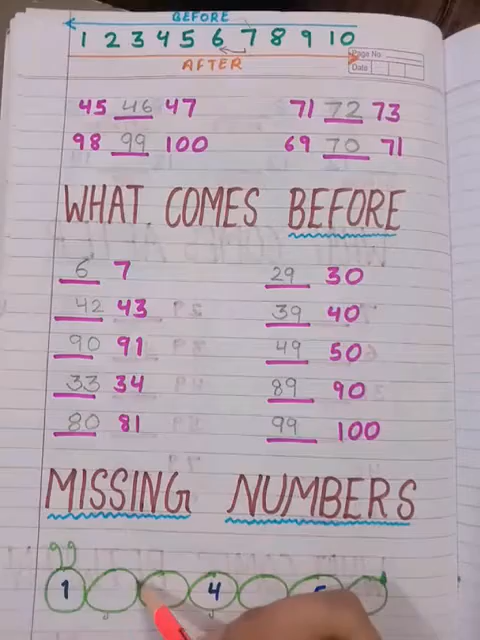 BEFORE
1 2 3 4 5 6 7 8 9 10
AFTER
Page No.
Date
45 46 47 71 72 73
98 99 100 69 70 71
WHAT COMES BEFORE
6 7 29 30
42 43 39 40
90 91 49 50
33 34 89 90
80 81 99 100
MISSING NUMBERS
1 4